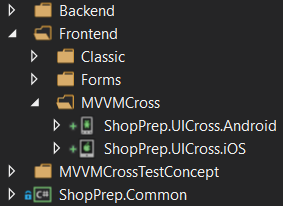 Backend
Frontend
Classic
Forms
MVVMCross
ShopPrep.UICross.Android
ShopPrep.UICross.iOS
MVVMCrossTestConcept
C# ShopPrep.Common